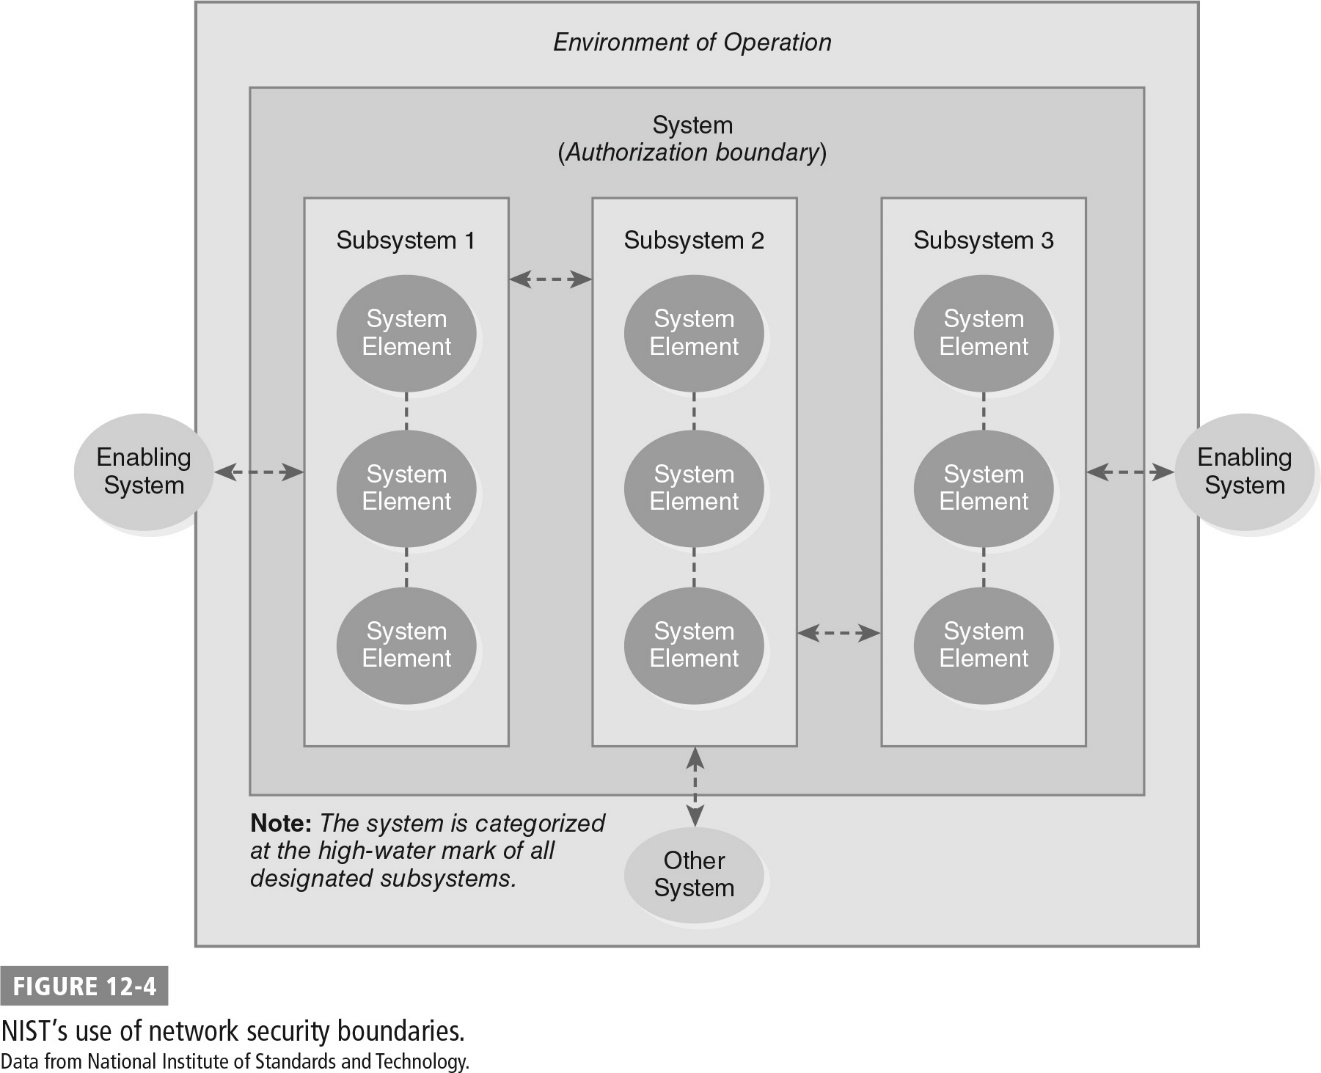 Environment of Operation
System
(Authorization boundary)
Subsystem 1
System
Element
System
Element
System
Element
Subsystem 2
System
Element
System
Element
System
Element
Subsystem 3
System
Element
System
Element
System
Element
Enabling
System
Enabling
System
Note: The system is categorized
at the high-water mark of all
designated subsystems.
Other
System
FIGURE 12-4
NIST’s use of network security boundaries.
Data from National Institute of Standards and Technology.